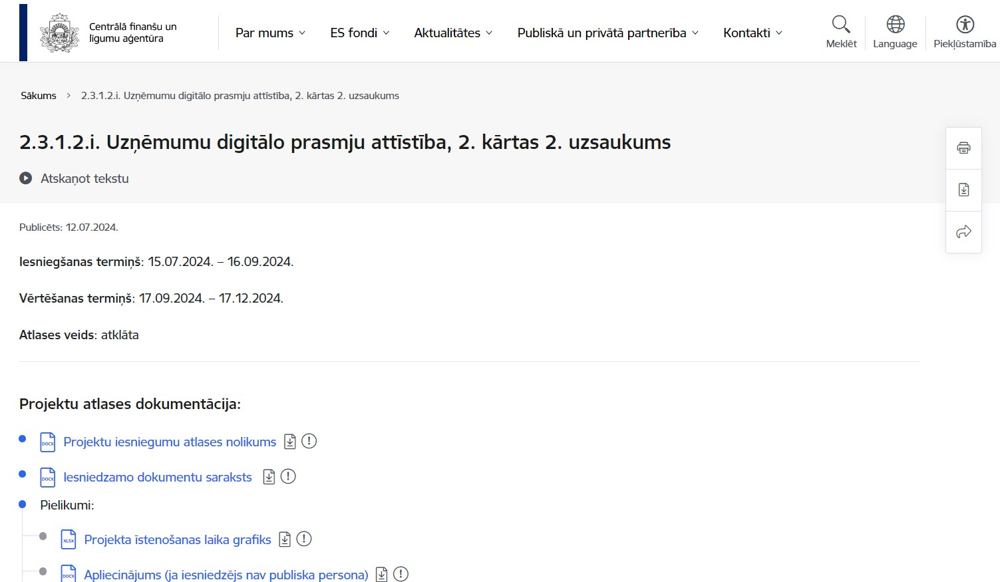 Centrālā finanšu un
līgumu aģentūra
Par mums
ES fondi
Aktualitātes
Publiskā un privātā partnerība
Kontakti
Meklēt
Language
Piekļūstamība
Sākums > 2.3.1.2.i. Uzņēmumu digitālo prasmju attīstība, 2. kārtas 2. uzsaukums
2.3.1.2.i. Uzņēmumu digitālo prasmju attīstība, 2. kārtas 2. uzsaukums
Atskaņot tekstu
Publicēts: 12.07.2024.
Iesniegšanas termiņš: 15.07.2024. – 16.09.2024.
Vērtēšanas termiņš: 17.09.2024. – 17.12.2024.
Atlases veids: atklāta
Projektu atlases dokumentācija:
DOCX Projektu iesniegumu atlases nolikums
DOCX Iesniedzamo dokumentu saraksts
Pielikumi:
XLSX Projekta īstenošanas laika grafiks
DOCX Apliecinājums (ja iesniedzējs nav publiska persona)